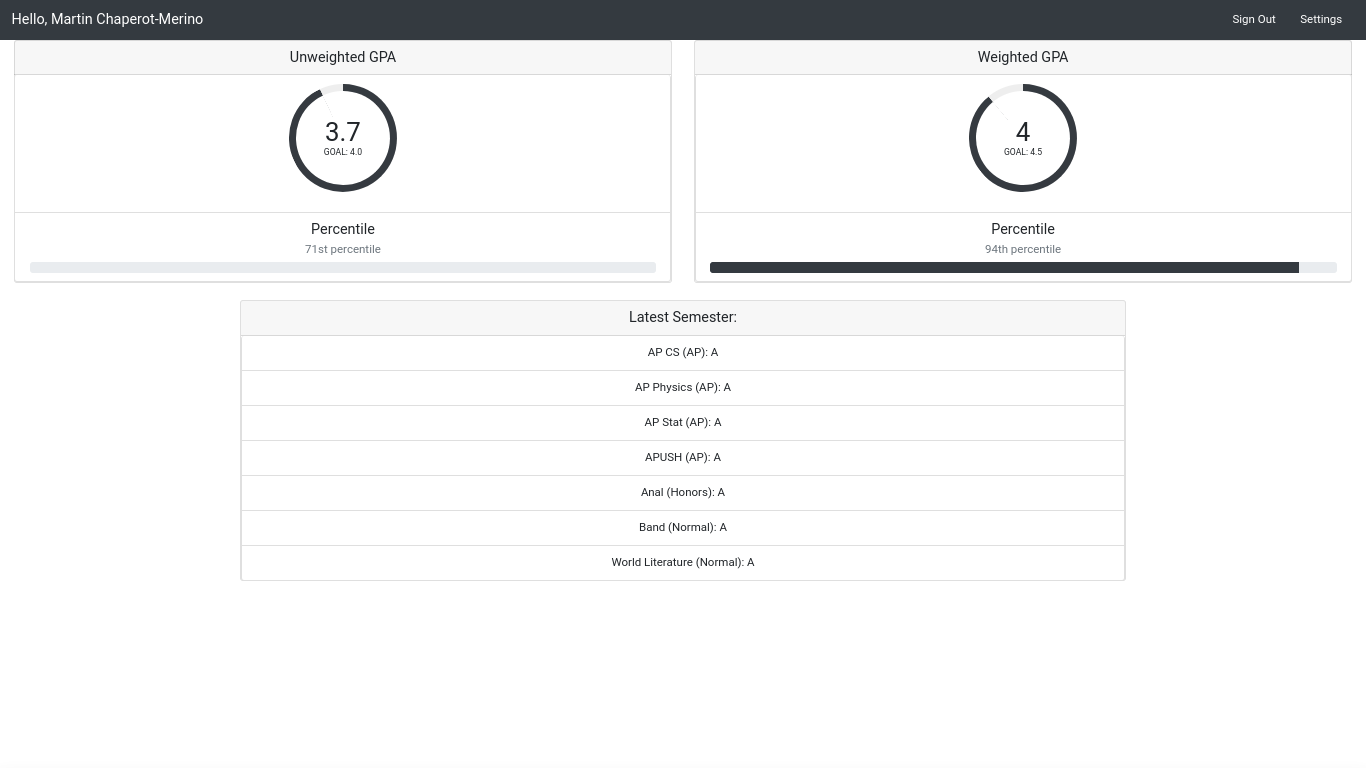 Hello, Martin Chaperot-Merino
Sign Out
Settings
Unweighted GPA
3.7
GOAL: 4.0
Percentile
71st percentile
Weighted GPA
4
GOAL: 4.5
Percentile
94th percentile
Latest Semester:
AP CS (AP): A
AP Physics (AP): A
AP Stat (AP): A
APUSH (AP): A
Anal (Honors): A
Band (Normal): A
World Literature (Normal): A